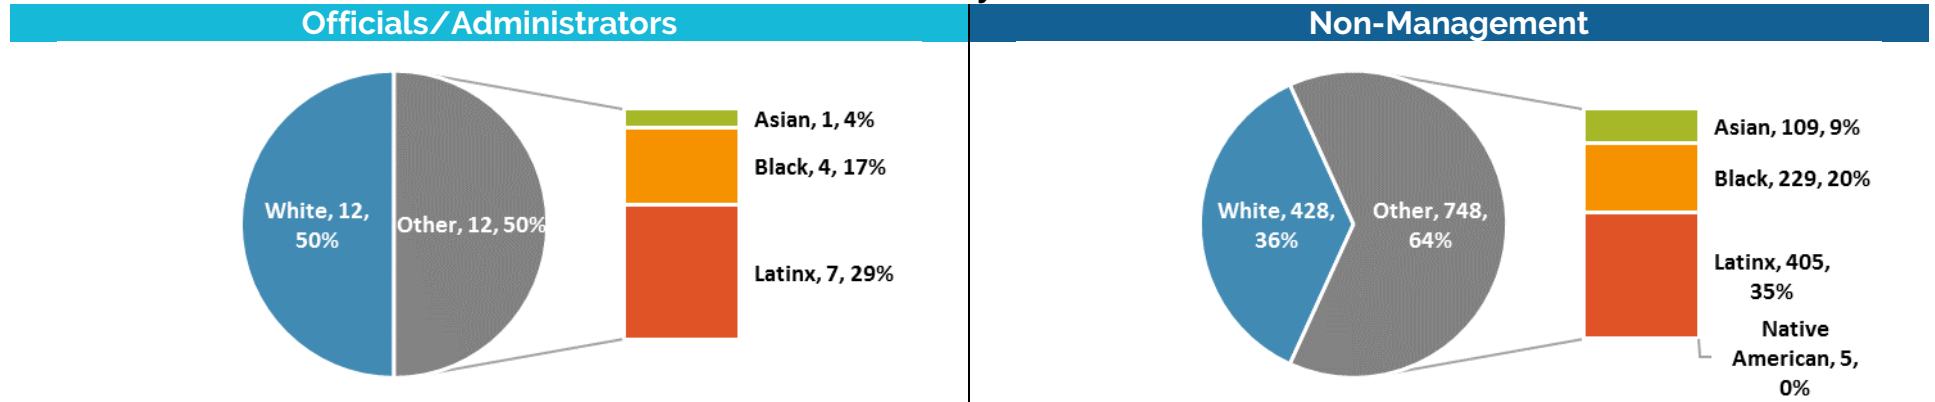 Officials/Administrators
White, 12,
50%
Other, 12, 50%
Asian, 1, 4%
Black, 4, 17%
Latinx, 7, 29%
Non-Management
White, 428,
36%
Other, 748,
64%
Asian, 109, 9%
Black, 229, 20%
Latinx, 405,
35%
Native
American, 5,
0%